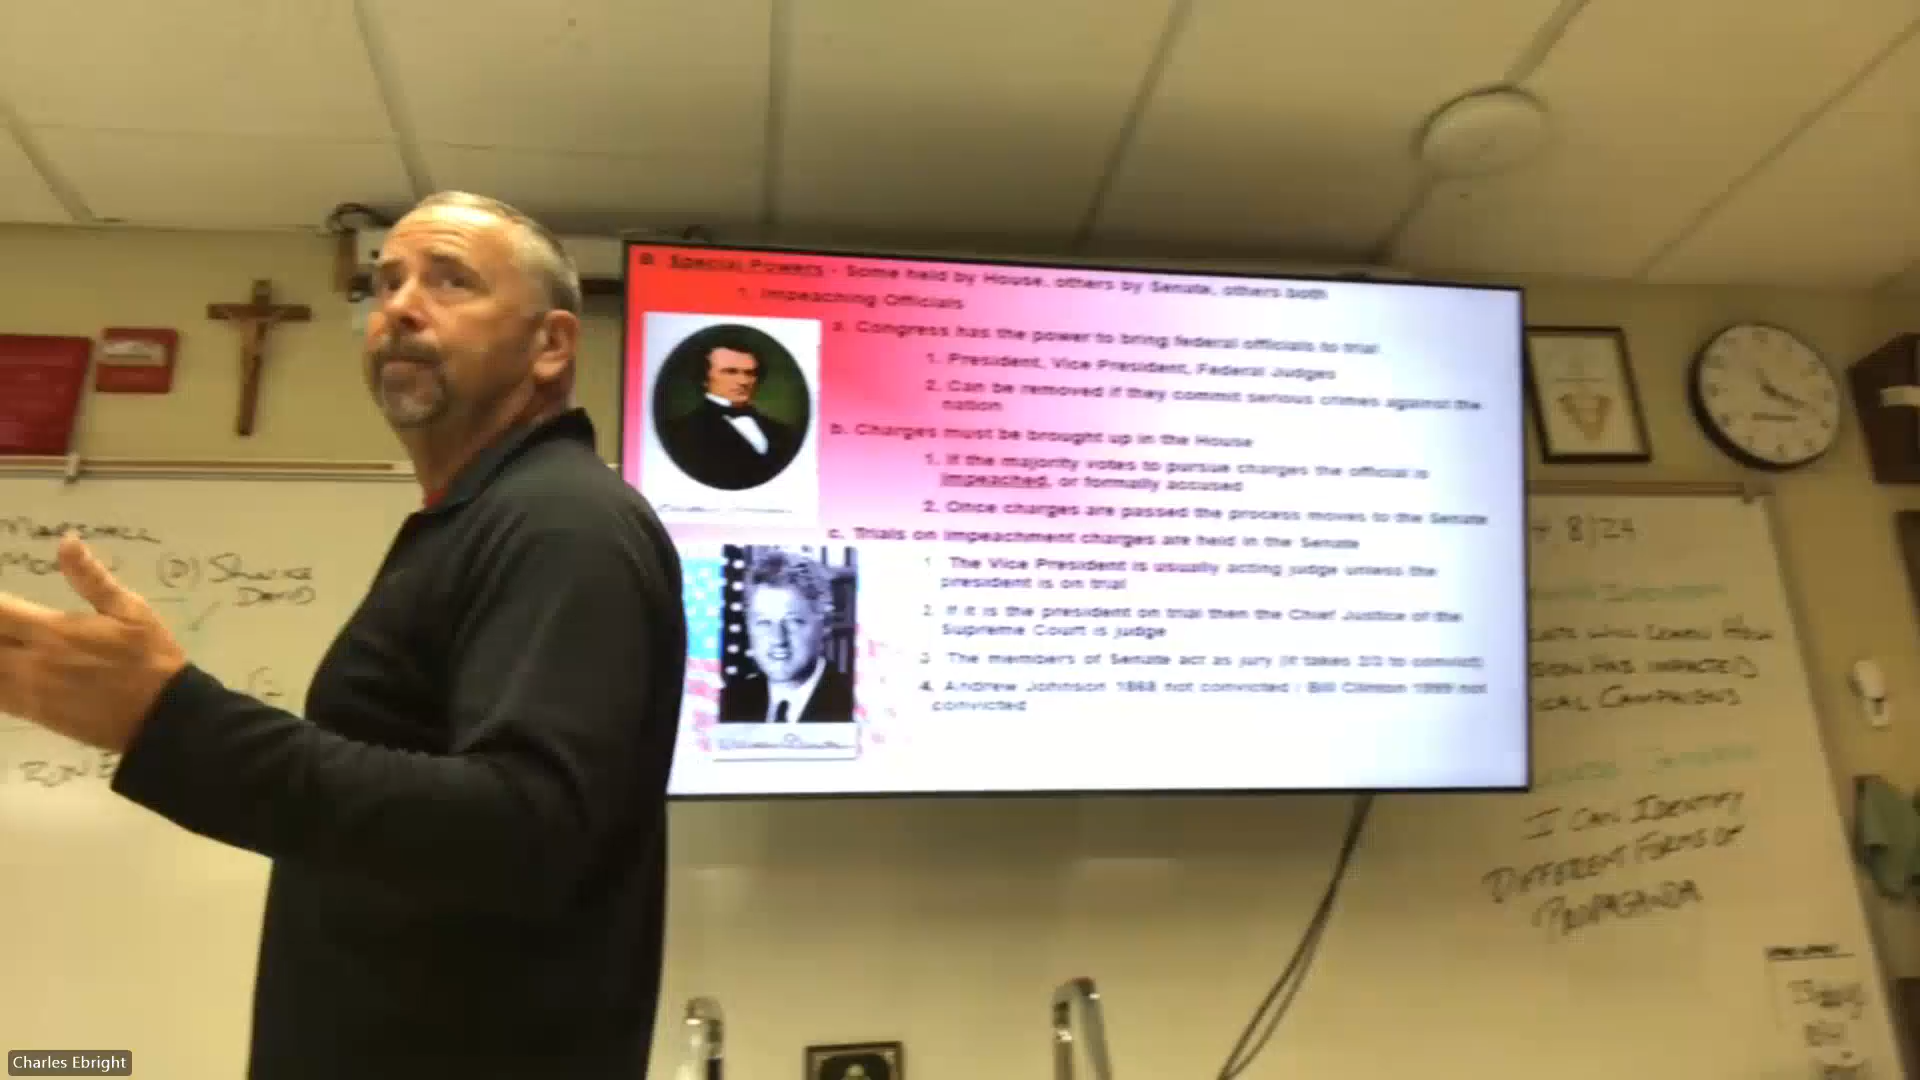 B. Special Powers - Some held by House, others by Senate, others both
1. Impeaching Officials
a. Congress has the power to bring federal officials to trial.
1. President, Vice President, Federal Judges
2. Can be removed if they commit serious crimes against the
nation
b. Charges must be brought up in the House
1. If the majority votes to pursue charges the official is
impeached, or formally accused
2. Once charges are passed the process moves to the Senate
c. Trials on impeachment charges are held in the Senate
1 The Vice President is usually acting judge unless the
president is on trial
2. If it is the president on trial then the Chief Justice of the
Supreme Court is judge
3 The members of Senate act as jury (it takes 2/3 to convict)
4. Andrew Johnson 1868 not convicted / Bill Clinton 1999 not
convicted
(D)
David
RON
8/24
WILL LEARN HOW
HAS IMPACTED
CAMPAIGNS
I CAN IDENTIFY
DIFFERENT FORMS OF
PROPAGANDA
Charles Ebright